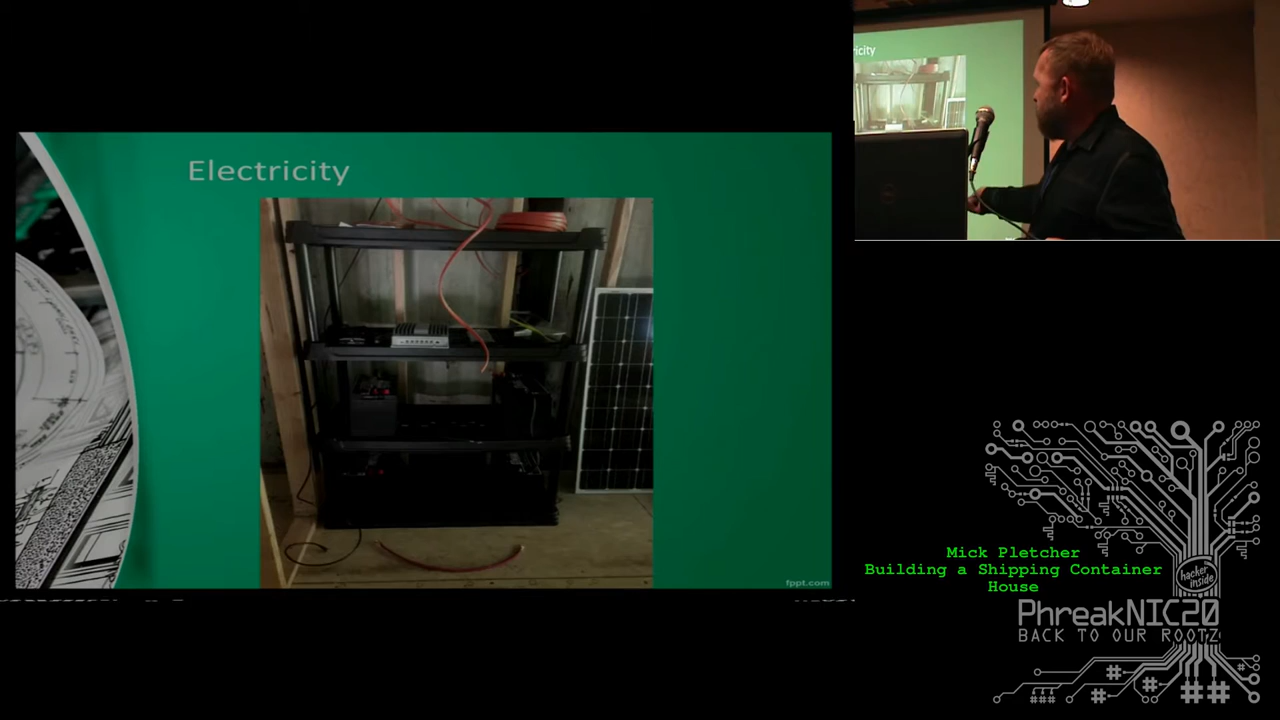 Electricity
fppt.com
ricity
Mick Pletcher
Building a Shipping Container
House
hacker
inside
PhreakNIC20
BACK TO OUR ROOTZ